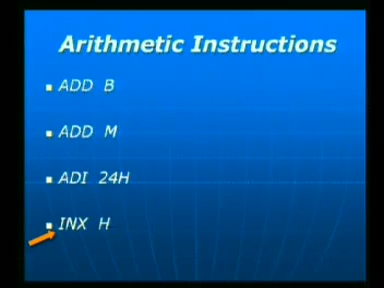 Arithmetic Instructions
ADD B
ADD M
ADI 24H
INX H